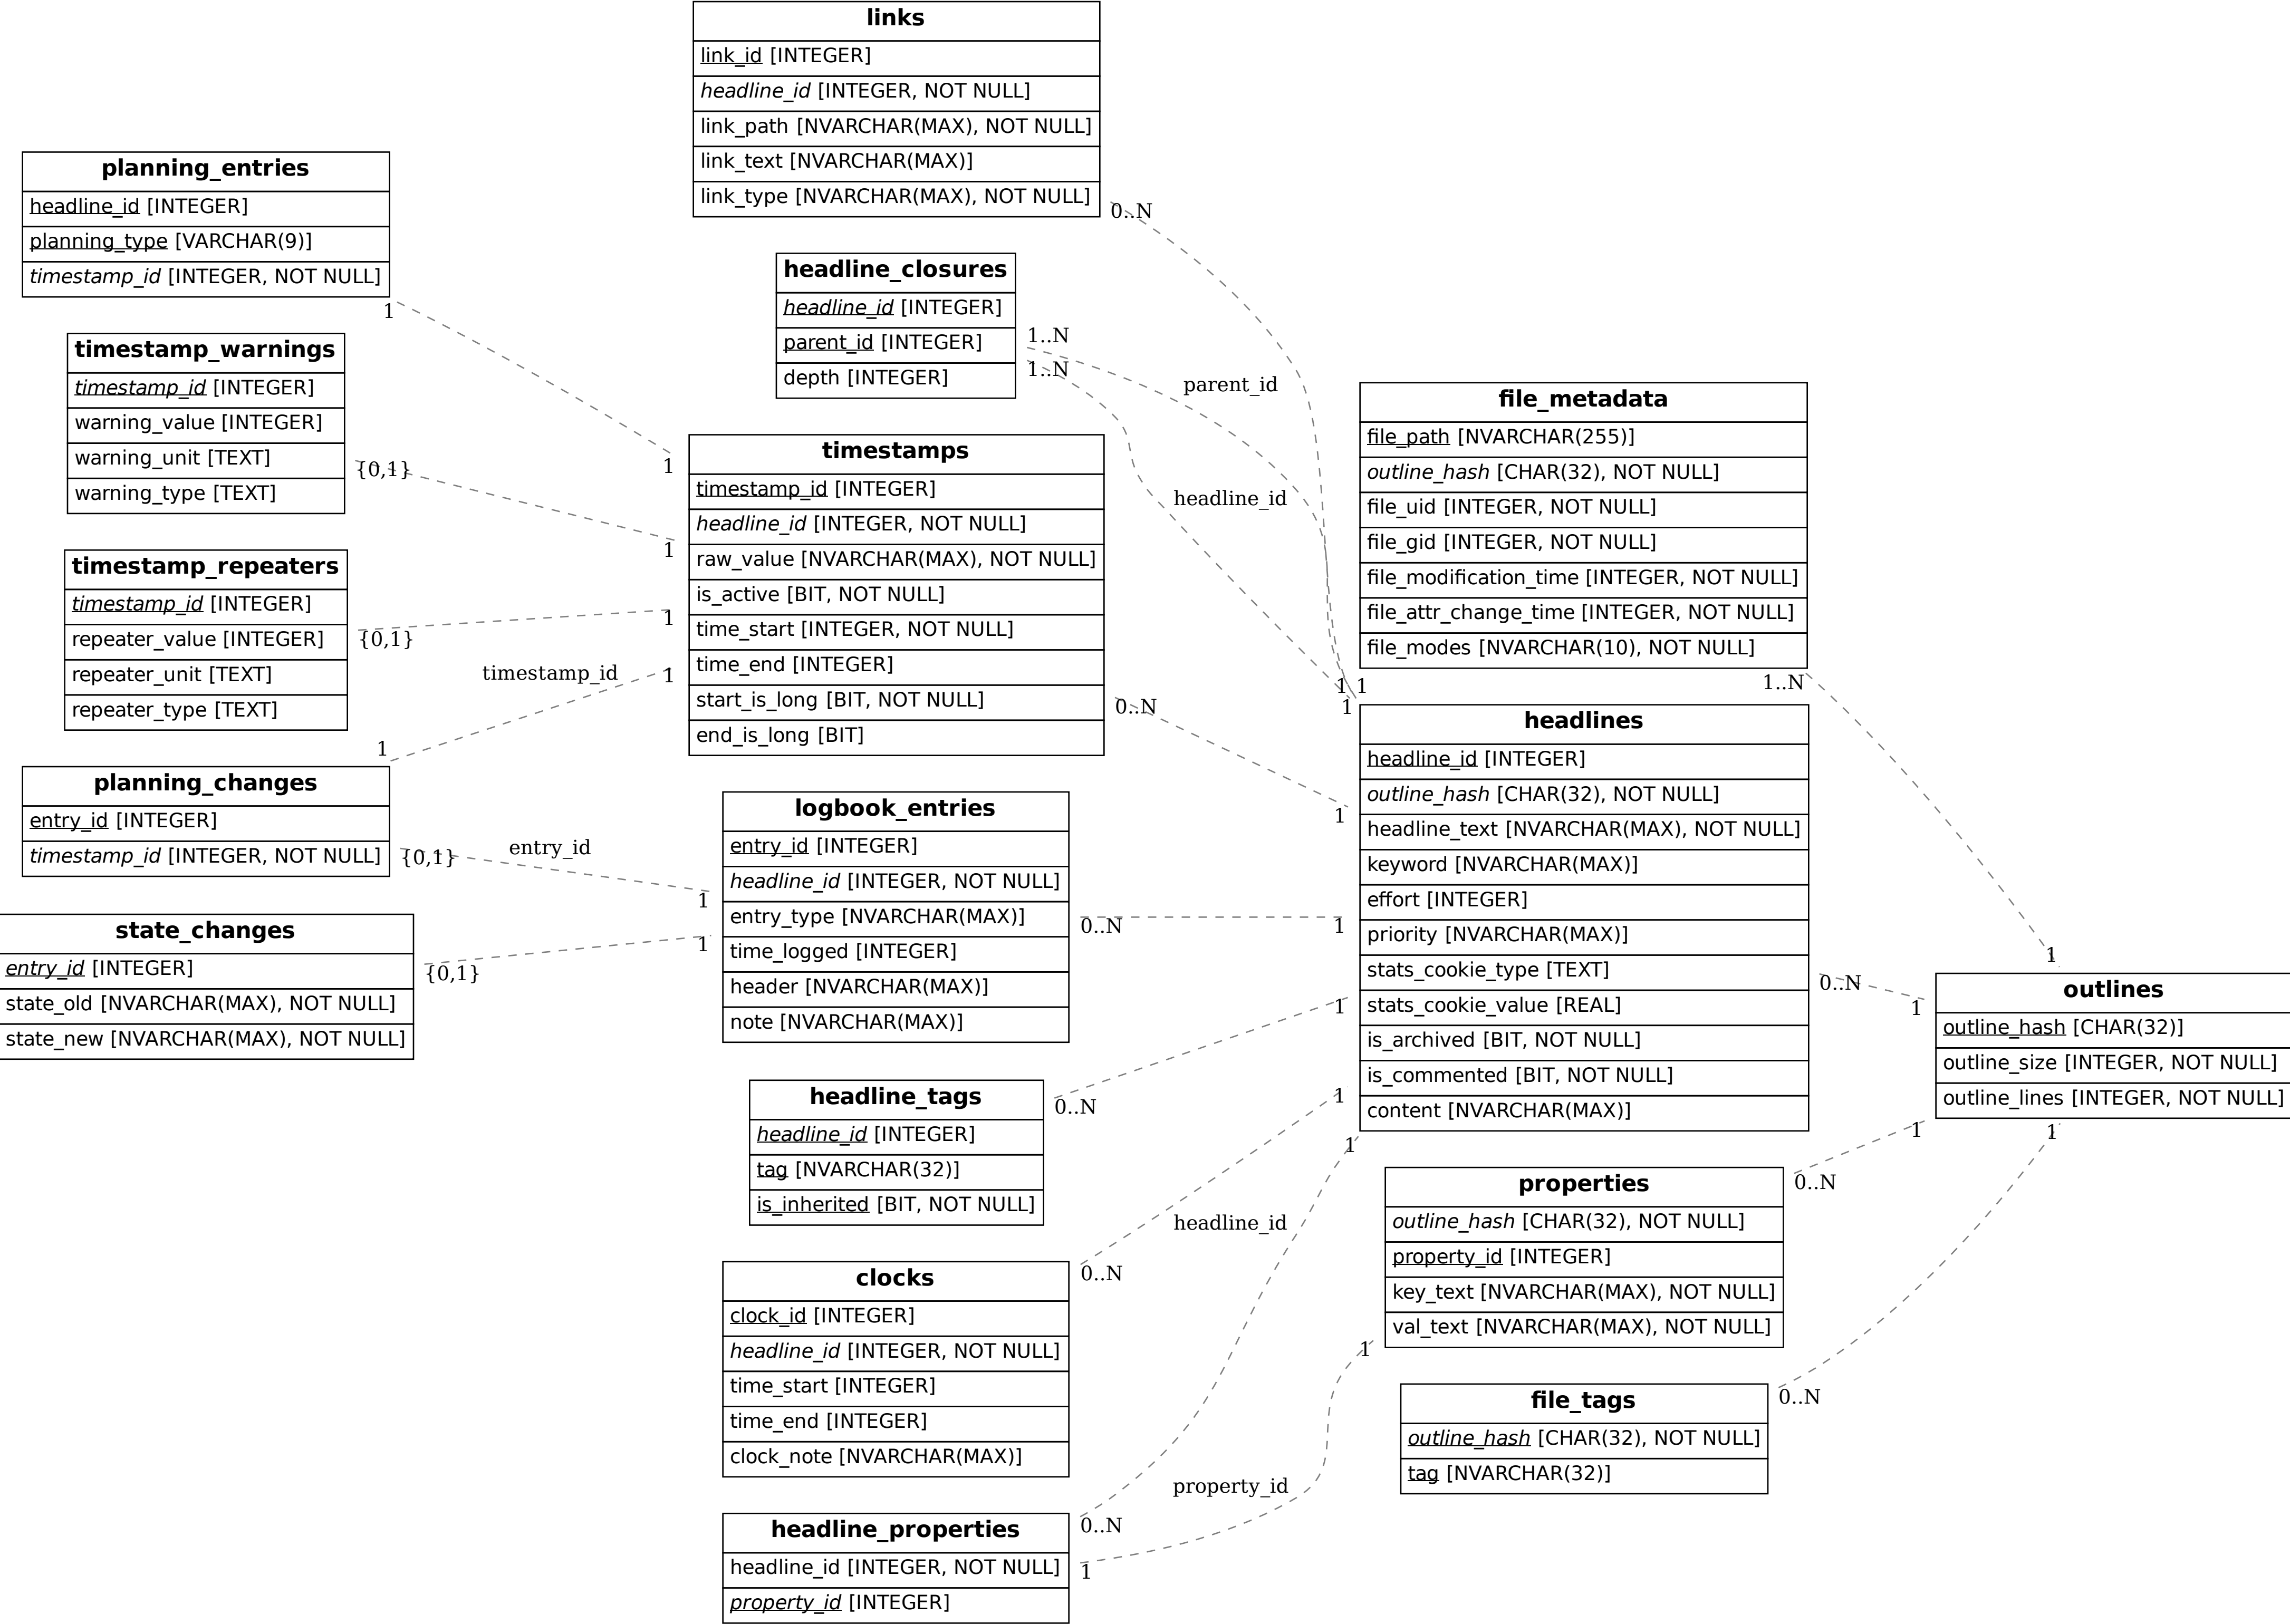 links
link_id [INTEGER]
headline_id [INTEGER, NOT NULL]
link_path [NVARCHAR(MAX), NOT NULL]
link_text [NVARCHAR(MAX)]
link_type [NVARCHAR(MAX), NOT NULL]
0..N
planning_entries
headline_id [INTEGER]
planning_type [VARCHAR(9)]
timestamp_id [INTEGER, NOT NULL]
1
1
headline_closures
headline_id [INTEGER]
parent_id [INTEGER]
depth [INTEGER]
1..N
1..N
parent_id
headline_id
1 1
1
timestamp_warnings
timestamp_id [INTEGER]
warning_value [INTEGER]
warning_unit [TEXT]
warning_type [TEXT]
{0,1}
1
timestamps
timestamp_id [INTEGER]
headline_id [INTEGER, NOT NULL]
raw_value [NVARCHAR(MAX), NOT NULL]
is_active [BIT, NOT NULL]
time_start [INTEGER, NOT NULL]
time_end [INTEGER]
start_is_long [BIT, NOT NULL]
end_is_long [BIT]
0..N
1
file_metadata
file_path [NVARCHAR(255)]
outline_hash [CHAR(32), NOT NULL]
file_uid [INTEGER, NOT NULL]
file_gid [INTEGER, NOT NULL]
file_modification_time [INTEGER, NOT NULL]
file_attr_change_time [INTEGER, NOT NULL]
file_modes [NVARCHAR(10), NOT NULL]
1..N
1
timestamp_repeaters
timestamp_id [INTEGER]
repeater_value [INTEGER]
repeater_unit [TEXT]
repeater_type [TEXT]
{0,1}
1
timestamp_id
1
1
planning_changes
entry_id [INTEGER]
timestamp_id [INTEGER, NOT NULL]
{0,1}
entry_id
1
headlines
headline_id [INTEGER]
outline_hash [CHAR(32), NOT NULL]
headline_text [NVARCHAR(MAX), NOT NULL]
keyword [NVARCHAR(MAX)]
effort [INTEGER]
priority [NVARCHAR(MAX)]
stats_cookie_type [TEXT]
stats_cookie_value [REAL]
is_archived [BIT, NOT NULL]
is_commented [BIT, NOT NULL]
content [NVARCHAR(MAX)]
0..N
1
logbook_entries
entry_id [INTEGER]
headline_id [INTEGER, NOT NULL]
entry_type [NVARCHAR(MAX)]
time_logged [INTEGER]
header [NVARCHAR(MAX)]
note [NVARCHAR(MAX)]
0..N
1
state_changes
entry_id [INTEGER]
state_old [NVARCHAR(MAX), NOT NULL]
state_new [NVARCHAR(MAX), NOT NULL]
{0,1}
1
outlines
outline_hash [CHAR(32)]
outline_size [INTEGER, NOT NULL]
outline_lines [INTEGER, NOT NULL]
1
1
headline_tags
headline_id [INTEGER]
tag [NVARCHAR(32)]
is_inherited [BIT, NOT NULL]
0..N
1
properties
outline_hash [CHAR(32), NOT NULL]
property_id [INTEGER]
key_text [NVARCHAR(MAX), NOT NULL]
val_text [NVARCHAR(MAX), NOT NULL]
0..N
1
clocks
clock_id [INTEGER]
headline_id [INTEGER, NOT NULL]
time_start [INTEGER]
time_end [INTEGER]
clock_note [NVARCHAR(MAX)]
0..N
1
headline_id
1
file_tags
outline_hash [CHAR(32), NOT NULL]
tag [NVARCHAR(32)]
0..N
property_id
headline_properties
headline_id [INTEGER, NOT NULL]
property_id [INTEGER]
0..N
1